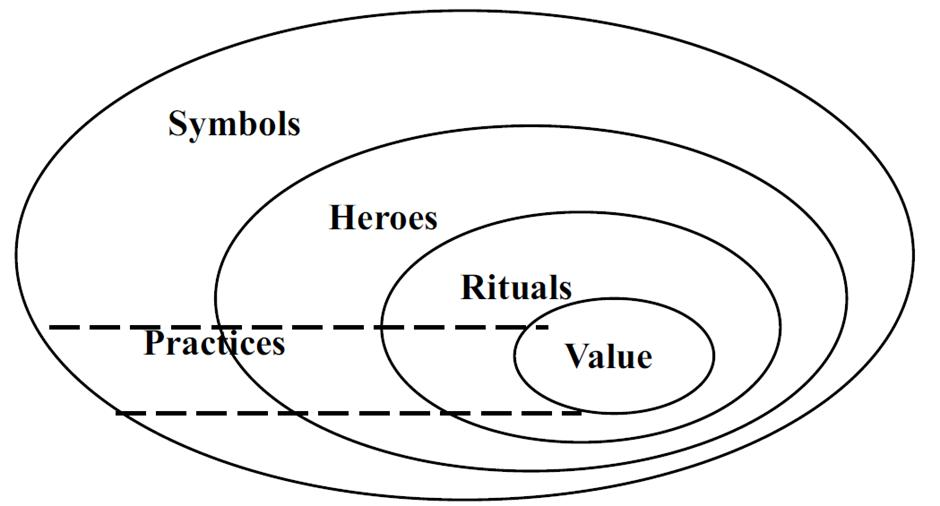 Symbols
Heroes
Rituals
Practices
Value